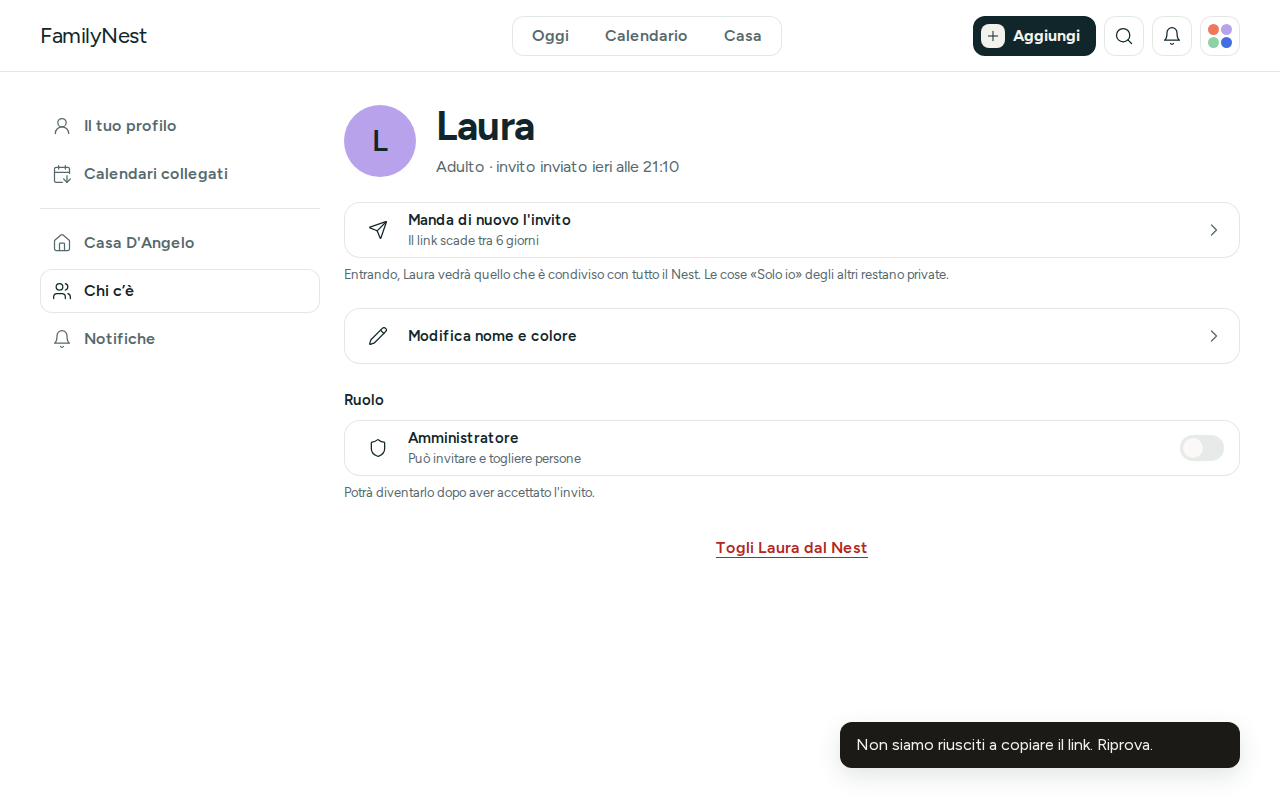 FamilyNest
Oggi
Calendario
Casa
Aggiungi
Il tuo profilo
Calendari collegati
Casa D'Angelo
Chi c’è
Notifiche
L
Laura
Adulto · invito inviato ieri alle 21:10
Manda di nuovo l'invito
Il link scade tra 6 giorni
Entrando, Laura vedrà quello che è condiviso con tutto il Nest. Le cose «Solo io» degli altri restano private.
Modifica nome e colore
Ruolo
Amministratore
Può invitare e togliere persone
Potrà diventarlo dopo aver accettato l'invito.
Togli Laura dal Nest
Non siamo riusciti a copiare il link. Riprova.